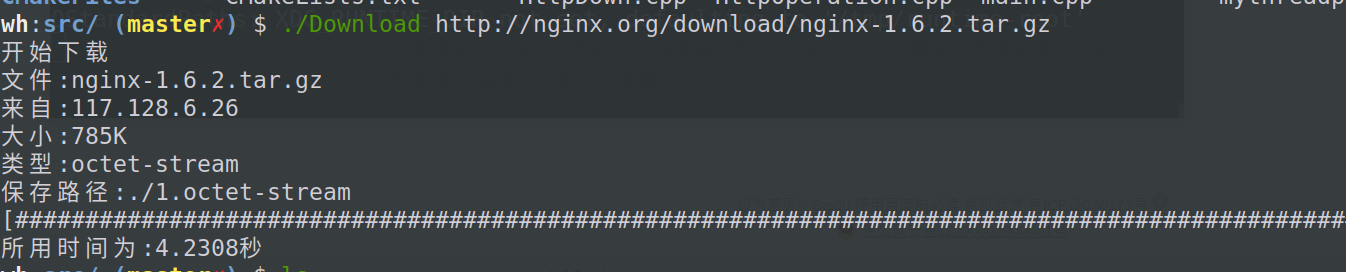 CMakeLists.txt HttpDown.cpp HttpOperation.cpp main.cpp
wh:src/ (master✗) $ ./Download http://nginx.org/download/nginx-1.6.2.tar.gz
开始下载
文件:nginx-1.6.2.tar.gz
来自:117.128.6.26
大小:785K
类型:octet-stream
保存路径:./1.octet-stream
[##############################################################################################
所用时间为:4.2308秒
wh:src/ (master✗) $ ls